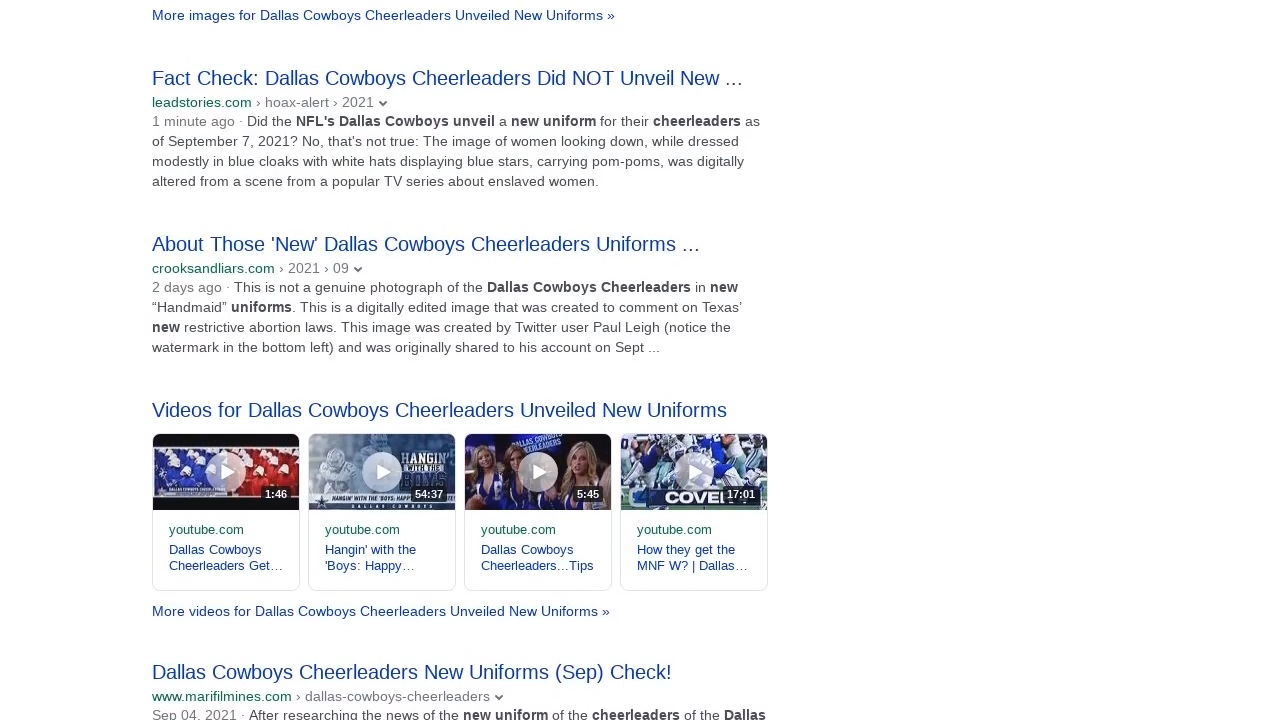 More images for Dallas Cowboys Cheerleaders Unveiled New Uniforms »
Fact Check: Dallas Cowboys Cheerleaders Did NOT Unveil New ...
leadstories.com › hoax-alert › 2021
1 minute ago · Did the NFL's Dallas Cowboys unveil a new uniform for their cheerleaders as
of September 7, 2021? No, that's not true: The image of women looking down, while dressed
modestly in blue cloaks with white hats displaying blue stars, carrying pom-poms, was digitally
altered from a scene from a popular TV series about enslaved women.
About Those 'New' Dallas Cowboys Cheerleaders Uniforms ...
crooksandliars.com › 2021 › 09
2 days ago · This is not a genuine photograph of the Dallas Cowboys Cheerleaders in new
“Handmaid” uniforms. This is a digitally edited image that was created to comment on Texas’
new restrictive abortion laws. This image was created by Twitter user Paul Leigh (notice the
watermark in the bottom left) and was originally shared to his account on Sept ...
Videos for Dallas Cowboys Cheerleaders Unveiled New Uniforms
HANGIN'
WITH THE
DALLAS COWBOYS
1:46
54:37
5:45
17:01
DALLAS COWBOYS
youtube.com
youtube.com
youtube.com
youtube.com
Dallas Cowboys
Cheerleaders Get…
Hangin' with the
'Boys: Happy…
Dallas Cowboys
Cheerleaders...Tips
How they get the
MNF W? | Dallas…
More videos for Dallas Cowboys Cheerleaders Unveiled New Uniforms »
Dallas Cowboys Cheerleaders New Uniforms (Sep) Check!
www.marifilmines.com › dallas-cowboys-cheerleaders
Sep 04, 2021 · After researching the news of the new uniform of the cheerleaders of the Dallas